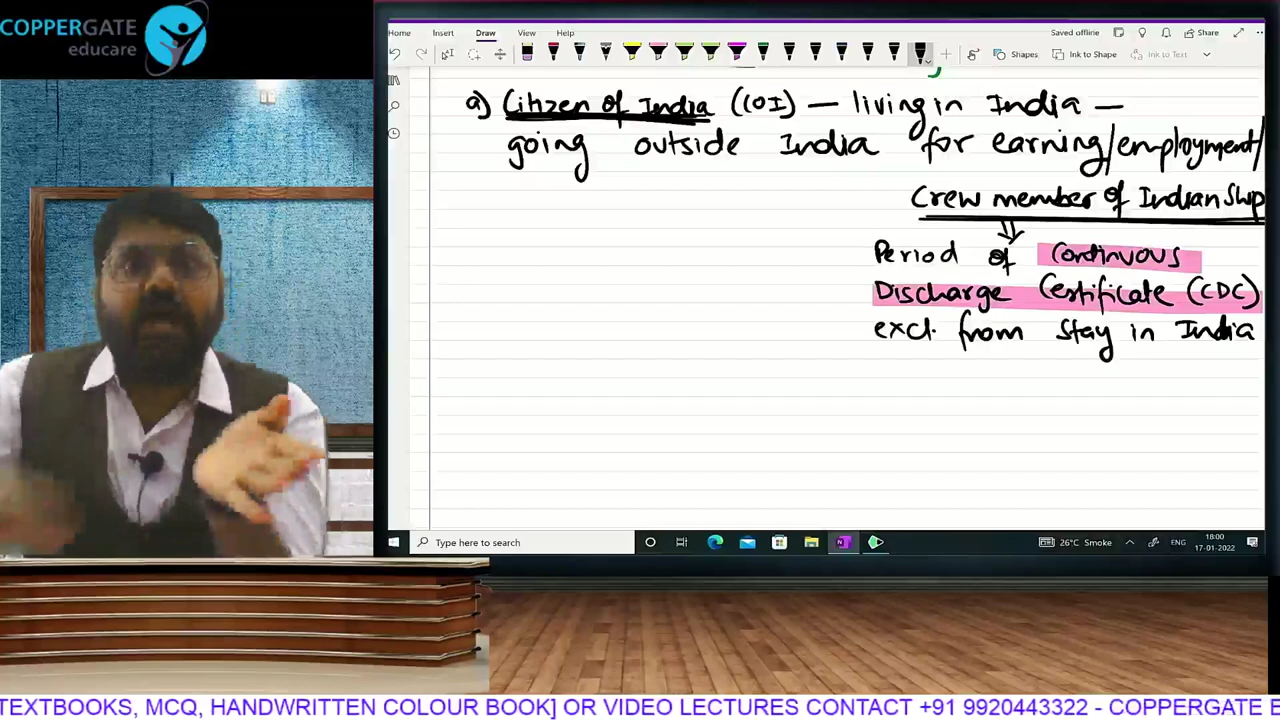 COPPERGATE
educare
Home Insert Draw View Help
Saved offline
Share
Shapes
Ink to Shape
Ink to Text
a) Citizen of India (COI) — living in India —
going outside India for earning/employment/
Crew member of Indian Ship
Period of Continuous
Discharge Certificate (CDC)
excl. from stay in India
Type here to search
26°C Smoke
ENG
18:00
17-01-2022
TEXTBOOKS, MCQ, HANDWRITTEN COLOUR BOOK] OR VIDEO LECTURES CONTACT +91 9920443322 - COPPERGATE E